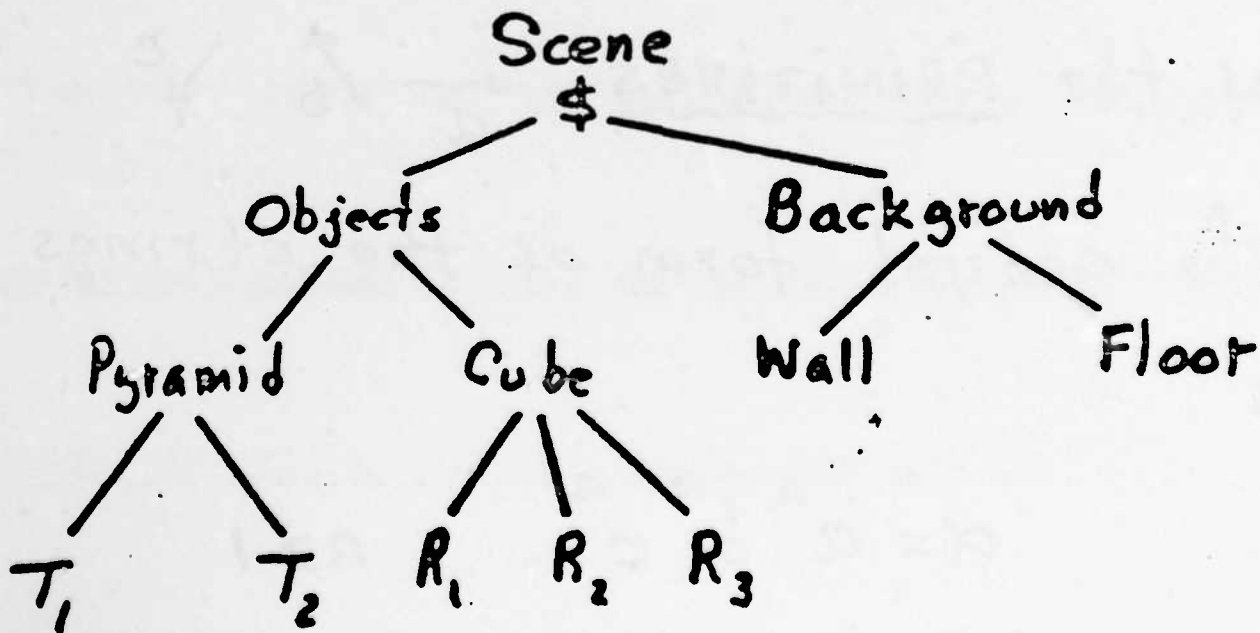 Scene
$
Objects Background
Pyramid Cube Wall Floor
T₁ T₂ R₁ R₂ R₃